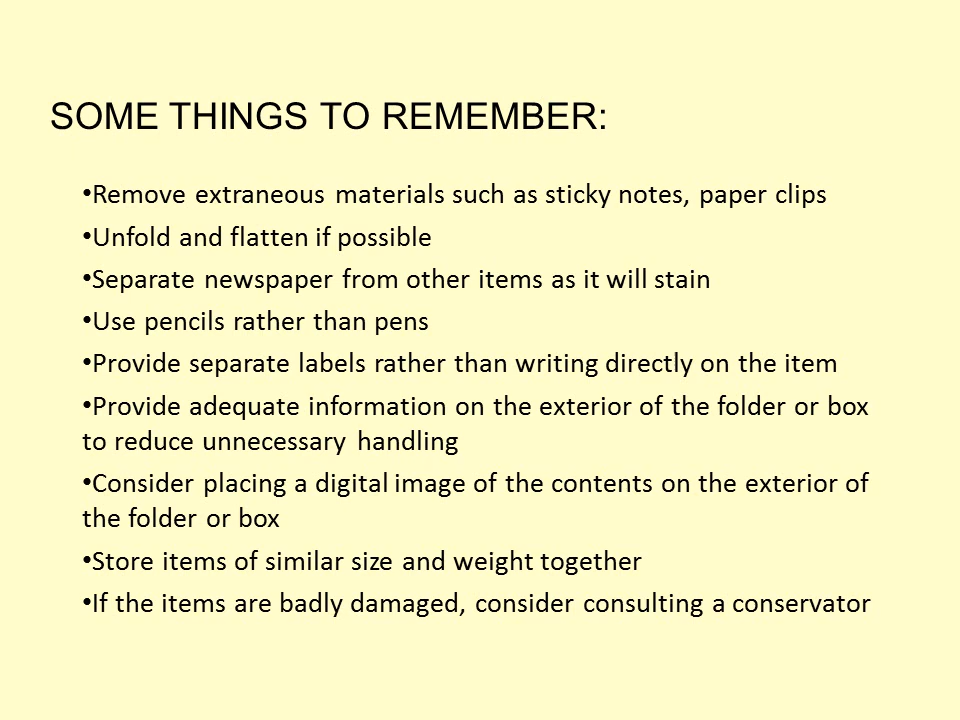 SOME THINGS TO REMEMBER:
•Remove extraneous materials such as sticky notes, paper clips
•Unfold and flatten if possible
•Separate newspaper from other items as it will stain
•Use pencils rather than pens
•Provide separate labels rather than writing directly on the item
•Provide adequate information on the exterior of the folder or box
to reduce unnecessary handling
•Consider placing a digital image of the contents on the exterior of
the folder or box
•Store items of similar size and weight together
•If the items are badly damaged, consider consulting a conservator